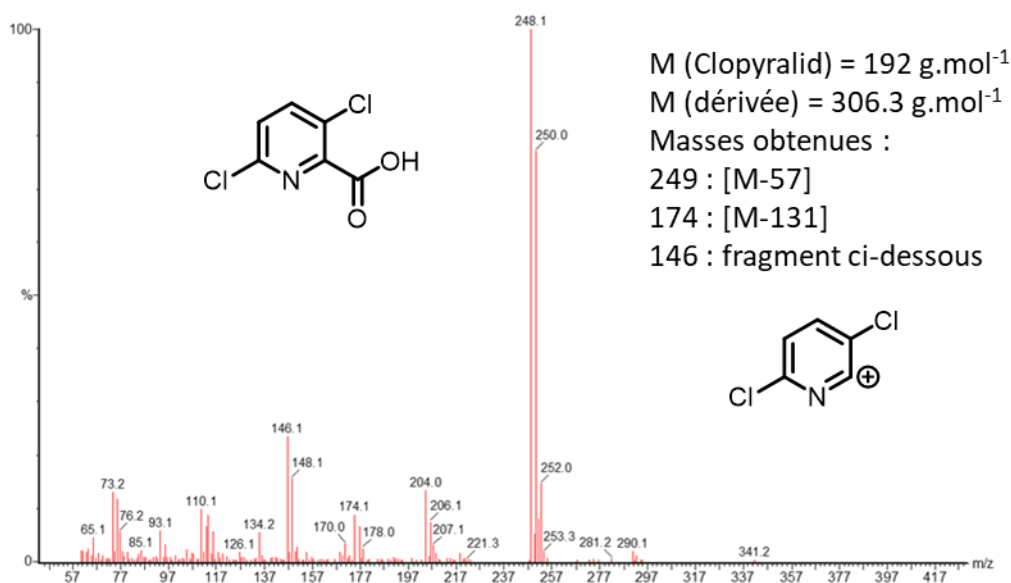 248.1
100
M (Clopyralid) = 192 g.mol-1
M (dérivée) = 306.3 g.mol-1
Masses obtenues :
249 : [M-57]
174 : [M-131]
146 : fragment ci-dessous
250.0
Cl
OH
Cl
N
O
%
Cl
Cl
N
⊕
146.1
148.1
252.0
73.2
204.0
110.1
174.1
206.1
65.1
76.2
93.1
134.2
170.0
207.1
85.1
126.1
178.0
221.3
253.3
281.2
290.1
341.2
0
m/z
57 77 97 117 137 157 177 197 217 237 257 277 297 317 337 357 377 397 417